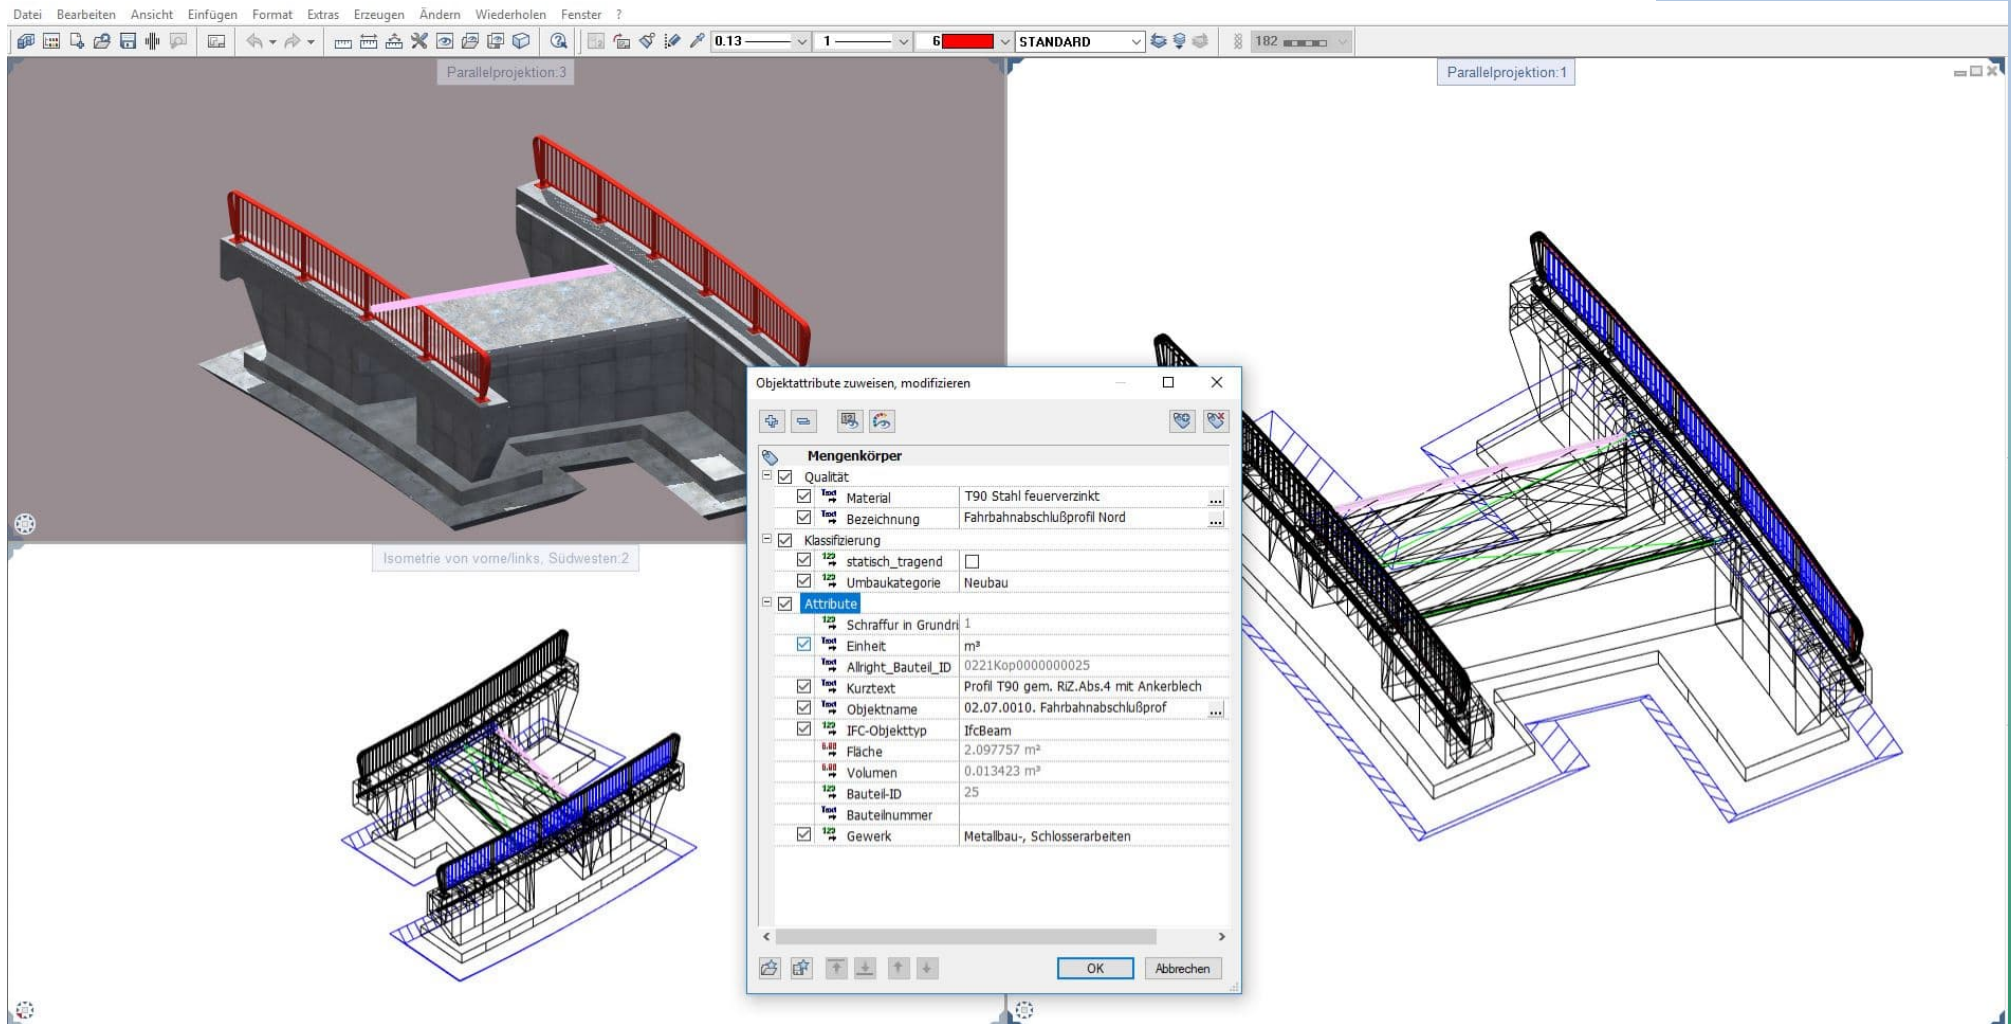 Datei Bearbeiten Ansicht Einfügen Format Extras Erzeugen Ändern Wiederholen Fenster ?
0.13 1 6 STANDARD 182
Parallelprojektion:3
Parallelprojektion:1
Isometrie von vorne/links, Südwesten:2
Objektattribute zuweisen, modifizieren
Mengenkörper
Qualität
Material T90 Stahl feuerverzinkt ...
Bezeichnung Fahrbahnabschlußprofil Nord ...
Klassifizierung
statisch_tragend
Umbaukategorie Neubau
Attribute
Schraffur in Grundri 1
Einheit m³
Allright_Bauteil_ID 0221Kop0000000025
Kurztext Profil T90 gem. RiZ.Abs.4 mit Ankerblech
Objektname 02.07.0010. Fahrbahnabschlußprof ...
IFC-Objekttyp IfcBeam
Fläche 2.097757 m²
Volumen 0.013423 m³
Bauteil-ID 25
Bauteilnummer
Gewerk Metallbau-, Schlosserarbeiten
OK Abbrechen